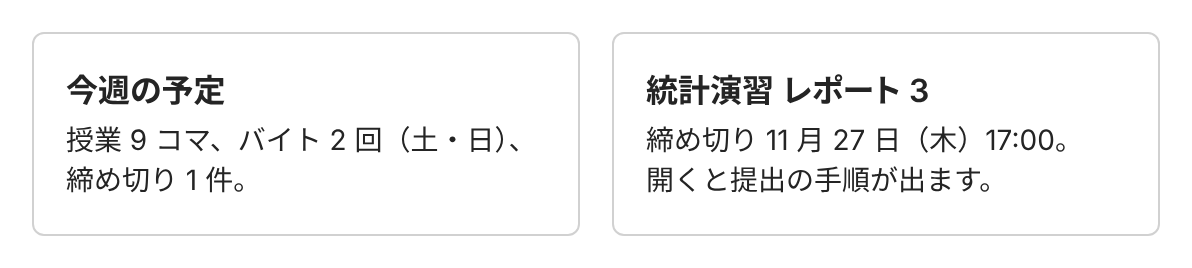 今週の予定
授業 9 コマ、バイト 2 回（土・日）、
締め切り 1 件。
統計演習 レポート 3
締め切り 11 月 27 日（木）17:00。
開くと提出の手順が出ます。